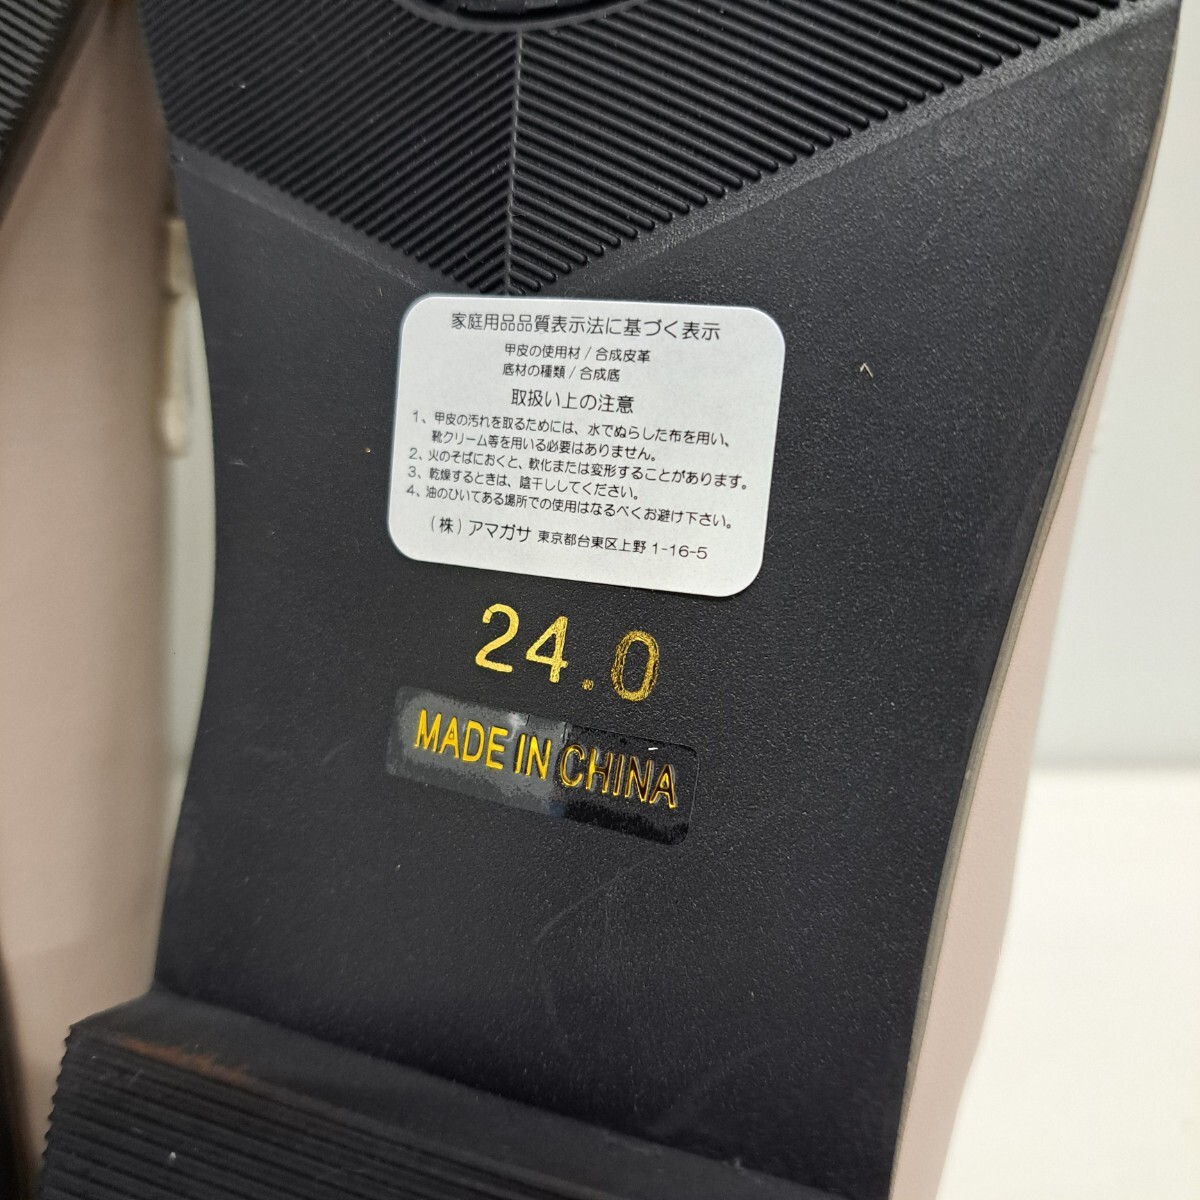 家庭用品品質表示法に基づく表示
甲皮の使用材/合成皮革
底材の種類/合成底
取扱い上の注意
1、甲皮の汚れを取るためには、水でぬらした布を用い、
靴クリーム等を用いる必要はありません。
2、火のそばにおくと、軟化または変形することがあります。
3、乾燥するときは、陰干ししてください。
4、油のひいてある場所での使用はなるべくお避け下さい。
(株)アマガサ 東京都台東区上野 1-16-5
24.0
MADE IN CHINA